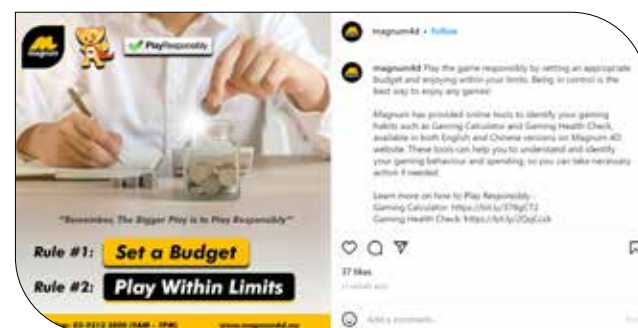 magnum
Play Responsibly
"Remember, The Bigger Play is to Play Responsibly"
Rule #1: Set a Budget
Rule #2: Play Within Limits
www.magnum4d.my
magnum4d • Follow
magnum4d Play the game responsibly by setting an appropriate
budget and enjoying within your limits. Being in control is the
best way to enjoy any games!
Magnum has provided online tools to identify your gaming
habits such as Gaming Calculator and Gaming Health Check,
available in both English and Chinese versions on Magnum 4D
website. These tools can help you to understand and identify
your gaming behaviour and spending, so you can take necessary
action if needed.
Learn more on how to Play Responsibly
Gaming Calculator:
Gaming Health Check:
37 likes
Add a comment...